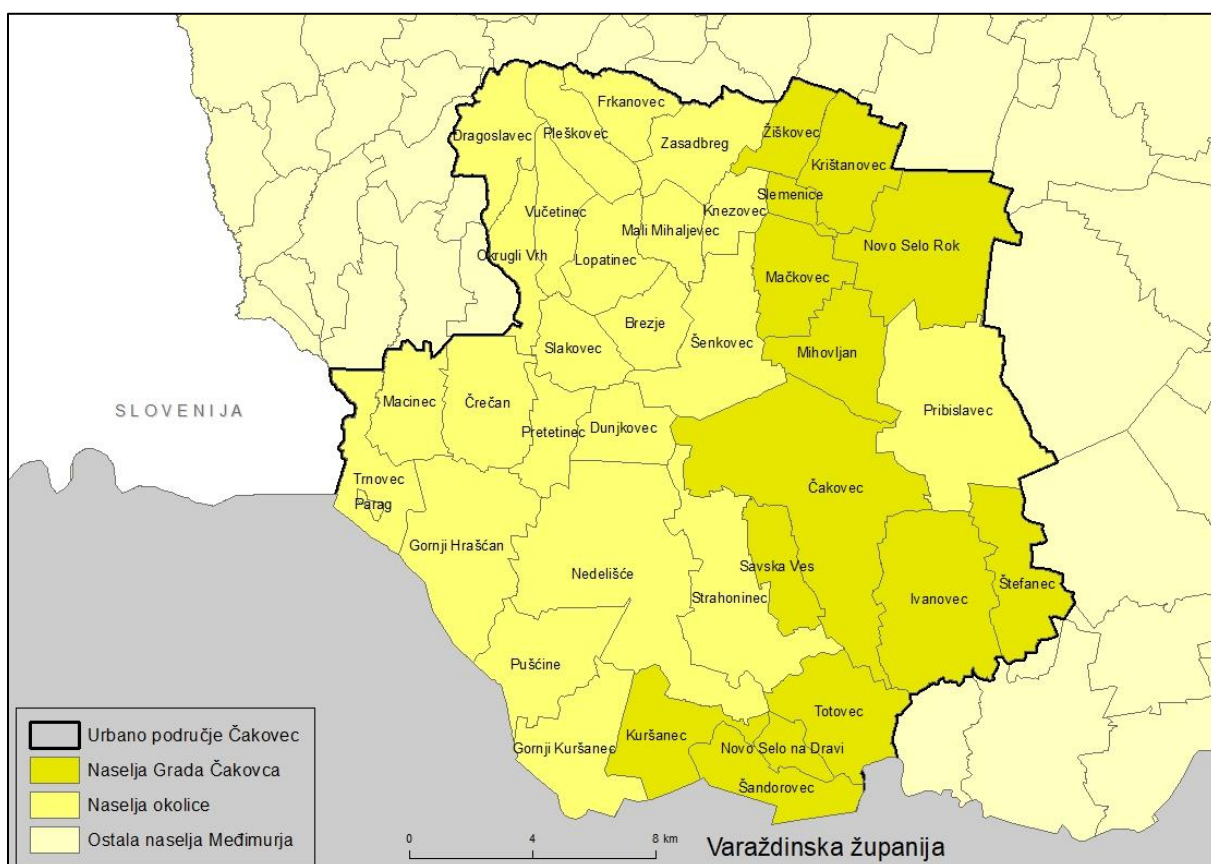 Frkanovec
Dragoslavec
Pleškovec
Žiškovec
Zasadbreg
Krištanovec
Slemenice
Vučetinec
Knezovec
Mali Mihaljevec
Novo Selo Rok
Okrugli Vrh
Lopatinec
Mačkovec
Brezje
Šenkovec
Slakovec
Mihovljan
SLOVENIJA
Macinec
Črečan
Pribislavec
Pretetinec
Dunjkovec
Trnovec
Čakovec
Parag
Gornji Hrašćan
Nedelišće
Savska Ves
Štefanec
Strahoninec
Ivanovec
Pušćine
Totovec
Kuršanec
Gornji Kuršanec
Novo Selo na Dravi
Šandorovec
Urbano područje Čakovec
Naselja Grada Čakovca
Naselja okolice
Ostala naselja Međimurja
0 4 8 km
Varaždinska županija